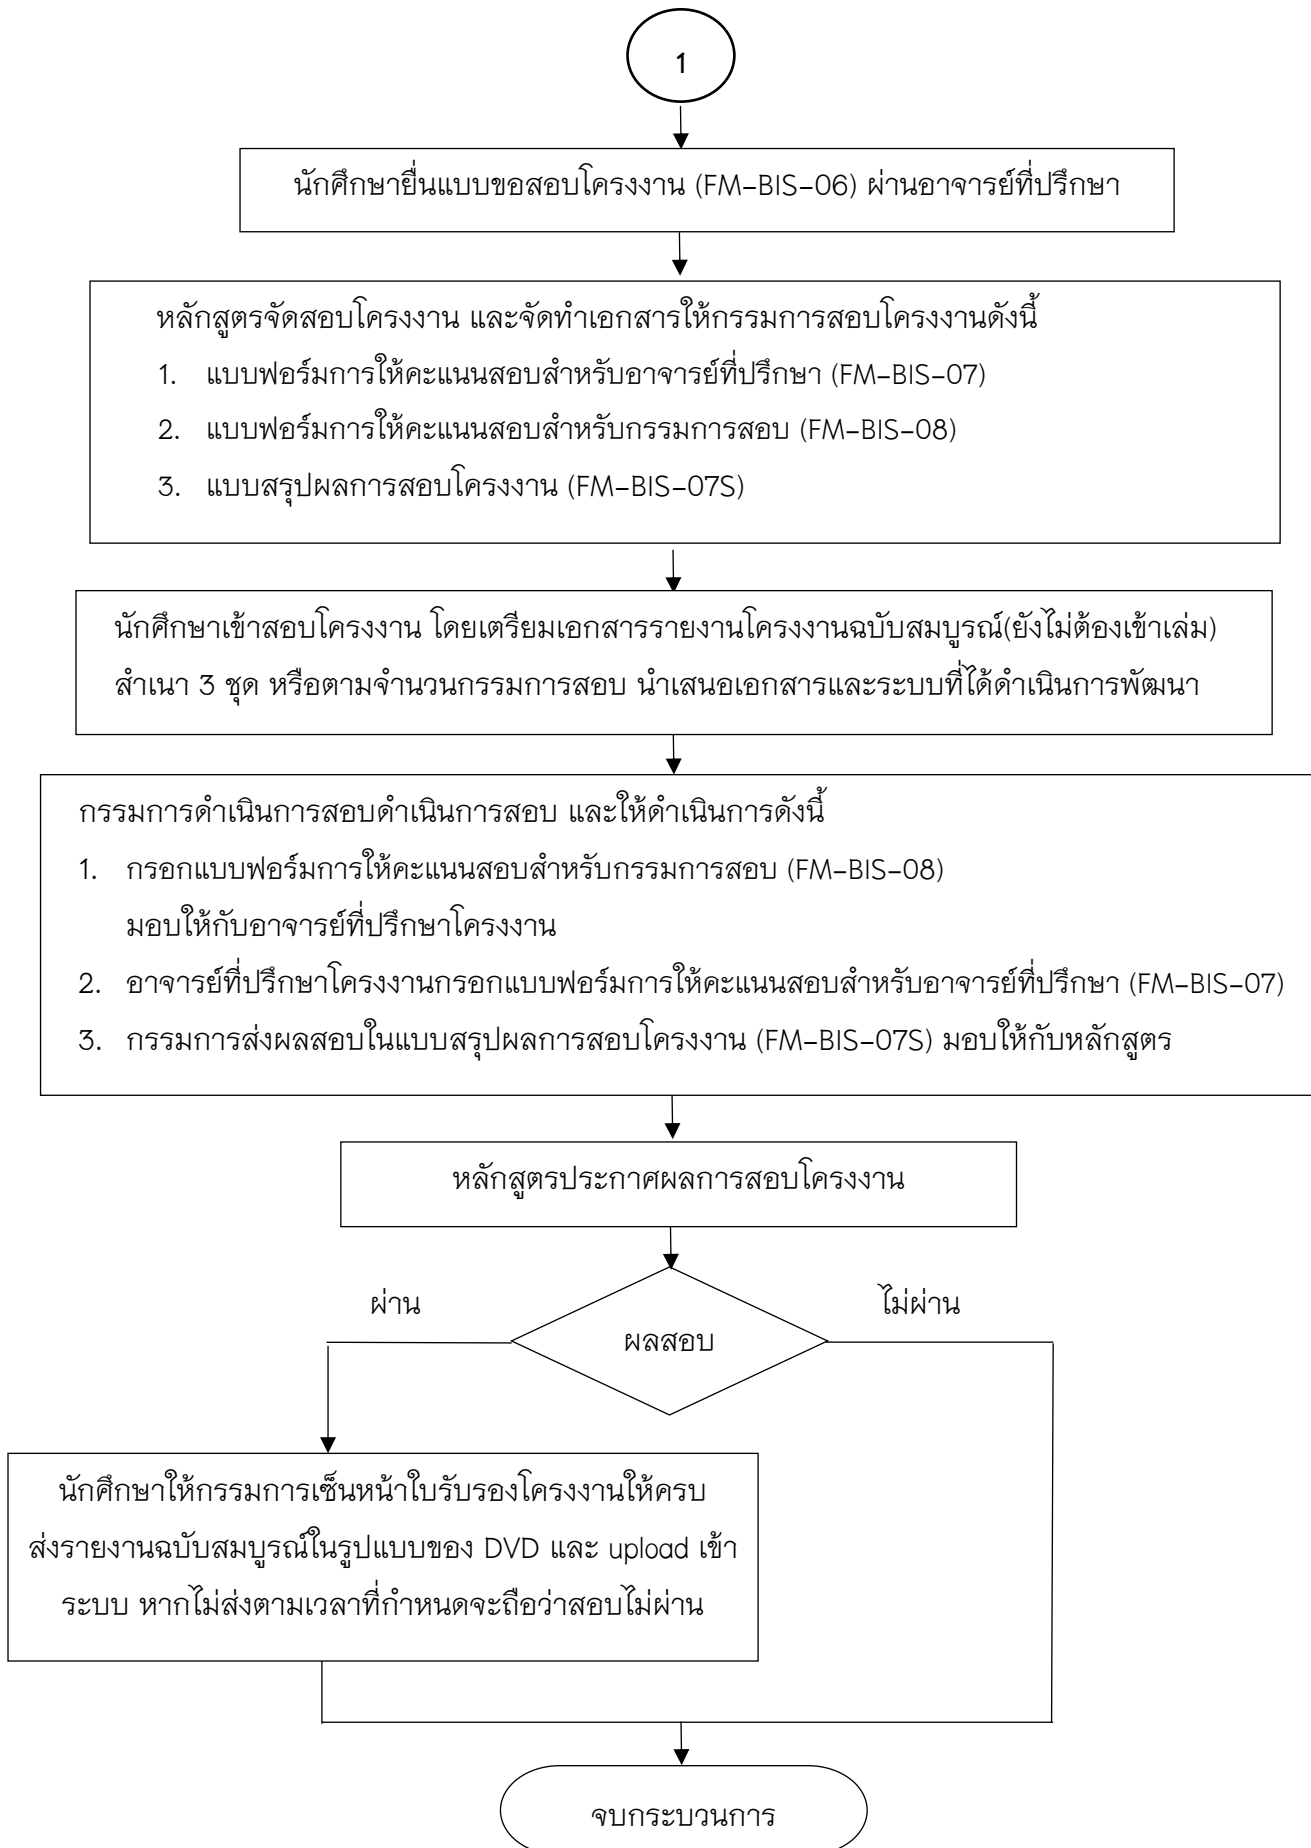 1
นักศึกษายื่นแบบขอสอบโครงงาน (FM-BIS-06) ผ่านอาจารย์ที่ปรึกษา
หลักสูตรจัดสอบโครงงาน และจัดทำเอกสารให้กรรมการสอบโครงงานดังนี้
1. แบบฟอร์มการให้คะแนนสอบสำหรับอาจารย์ที่ปรึกษา (FM-BIS-07)
2. แบบฟอร์มการให้คะแนนสอบสำหรับกรรมการสอบ (FM-BIS-08)
3. แบบสรุปผลการสอบโครงงาน (FM-BIS-07S)
นักศึกษาเข้าสอบโครงงาน โดยเตรียมเอกสารรายงานโครงงานฉบับสมบูรณ์(ยังไม่ต้องเข้าเล่ม)
สำเนา 3 ชุด หรือตามจำนวนกรรมการสอบ นำเสนอเอกสารและระบบที่ได้ดำเนินการพัฒนา
กรรมการดำเนินการสอบดำเนินการสอบ และให้ดำเนินการดังนี้
1. กรอกแบบฟอร์มการให้คะแนนสอบสำหรับกรรมการสอบ (FM-BIS-08)
มอบให้กับอาจารย์ที่ปรึกษาโครงงาน
2. อาจารย์ที่ปรึกษาโครงงานกรอกแบบฟอร์มการให้คะแนนสอบสำหรับอาจารย์ที่ปรึกษา (FM-BIS-07)
3. กรรมการส่งผลสอบในแบบสรุปผลการสอบโครงงาน (FM-BIS-07S) มอบให้กับหลักสูตร
หลักสูตรประกาศผลการสอบโครงงาน
ผ่าน
ไม่ผ่าน
ผลสอบ
นักศึกษาให้กรรมการเซ็นหน้าใบรับรองโครงงานให้ครบ
ส่งรายงานฉบับสมบูรณ์ในรูปแบบของ DVD และ upload เข้า
ระบบ หากไม่ส่งตามเวลาที่กำหนดจะถือว่าสอบไม่ผ่าน
จบกระบวนการ